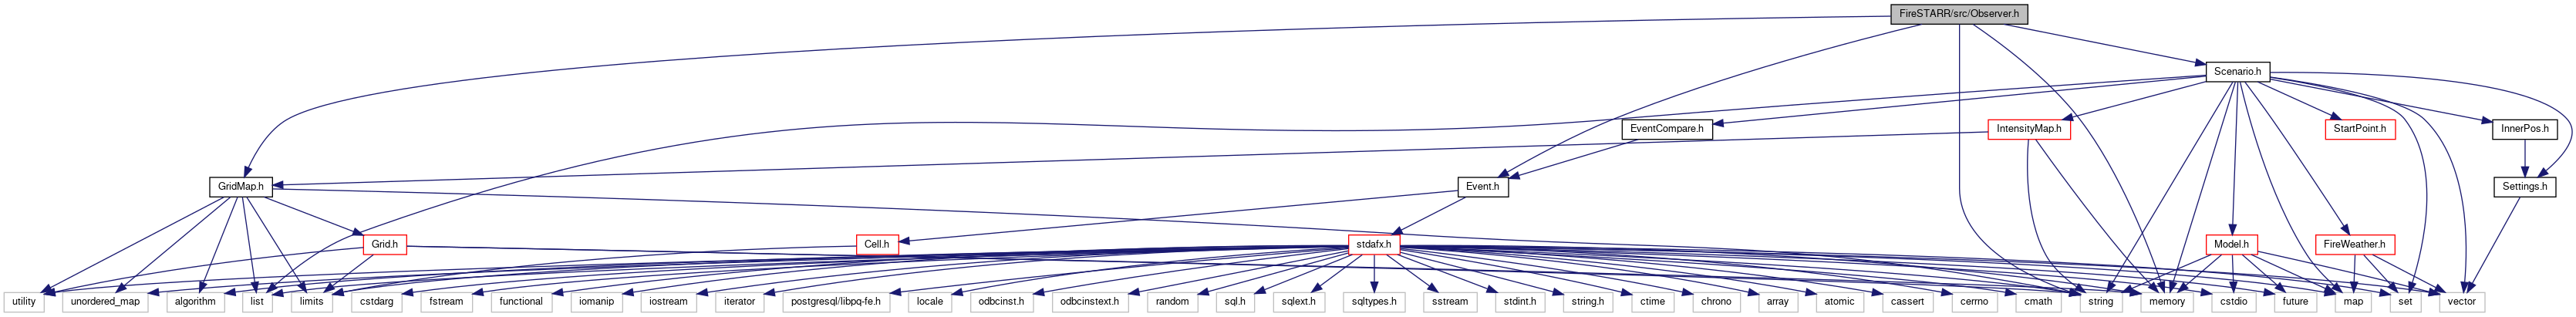 FireSTARR/src/Observer.h
Scenario.h
EventCompare.h
IntensityMap.h
StartPoint.h
InnerPos.h
GridMap.h
Event.h
Settings.h
Grid.h
Cell.h
stdafx.h
Model.h
FireWeather.h
utility
unordered_map
algorithm
list
limits
cstdarg
fstream
functional
iomanip
iostream
iterator
postgresql/libpq-fe.h
locale
odbcinst.h
odbcinstext.h
random
sql.h
sqlext.h
sqltypes.h
sstream
stdint.h
string.h
ctime
chrono
array
atomic
cassert
cerrno
cmath
string
memory
cstdio
future
map
set
vector